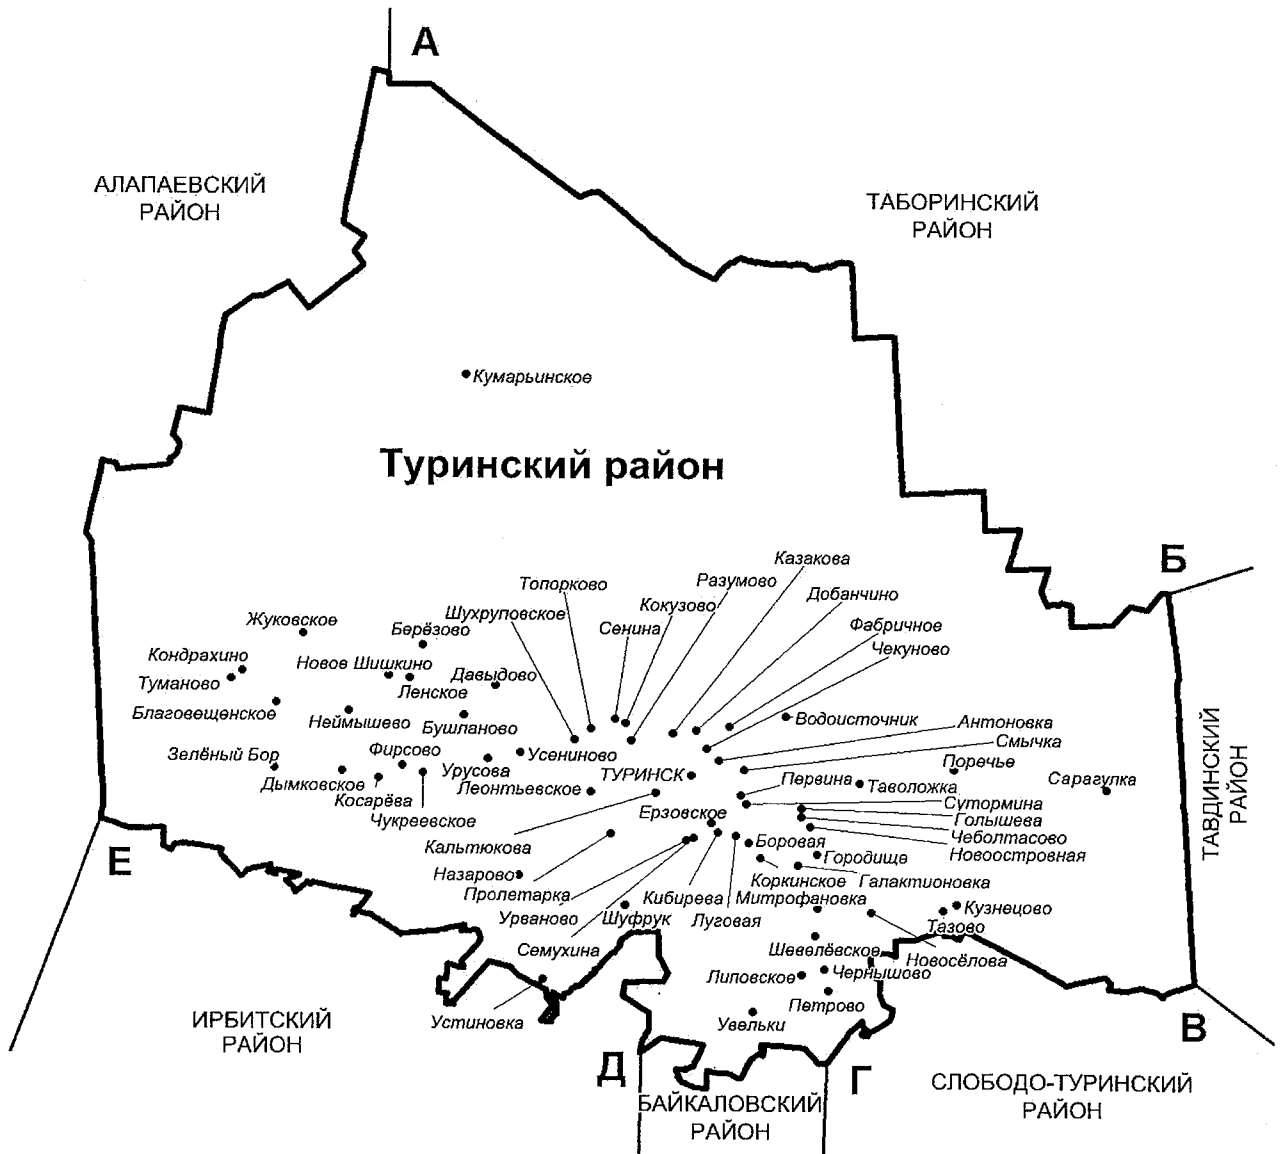 А
АЛАПАЕВСКИЙ
РАЙОН
ТАБОРИНСКИЙ
РАЙОН
Кумарьинское
Туринский район
Б
Казакова
Разумово
Топорково
Добанчино
Кокузово
Шухруповское
Жуковское
Сенина
Фабричное
Берёзово
Чекуново
Кондрахино
Новое Шишкино
Давыдово
Туманово
Ленское
Благовещенское
Неймышево
Бушланово
Водоисточник
Антоновка
Смычка
ТАВДИНСКИЙ
РАЙОН
Зелёный Бор
Фирсово
Усениново
Поречье
Урусова
ТУРИНСК
Первина
Сарагулка
Дымковское
Леонтьевское
Таволожка
Косарёва
Сутормина
Чукреевское
Ерзовское
Голышева
Чеболтасово
Кальтюкова
Боровая
Новоостровная
Е
Городище
Назарово
Коркинское
Галактионовка
Пролетарка
Кибирева
Митрофановка
Урваново
Шуфрук
Луговая
Кузнецово
Тазово
Семухина
Шевелёвское
Новосёлова
Липовское
Чернышово
Петрово
Устиновка
Увельки
ИРБИТСКИЙ
РАЙОН
В
Д
Г
СЛОБОДО-ТУРИНСКИЙ
РАЙОН
БАЙКАЛОВСКИЙ
РАЙОН